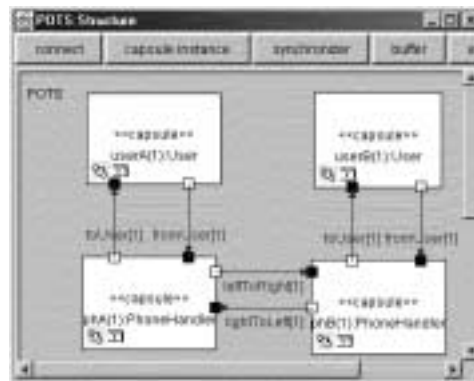 POTS Structure
connect capsule instance synchronizer buffer
POTS
<<capsule>>
userA(1):User
<<capsule>>
userB(1):User
toUser[1] fromUser[1]
toUser[1] fromUser[1]
leftToRight[1]
<<capsule>>
phA(1):PhoneHandler
<<capsule>>
phB(1):PhoneHandler
rightToLeft[1]